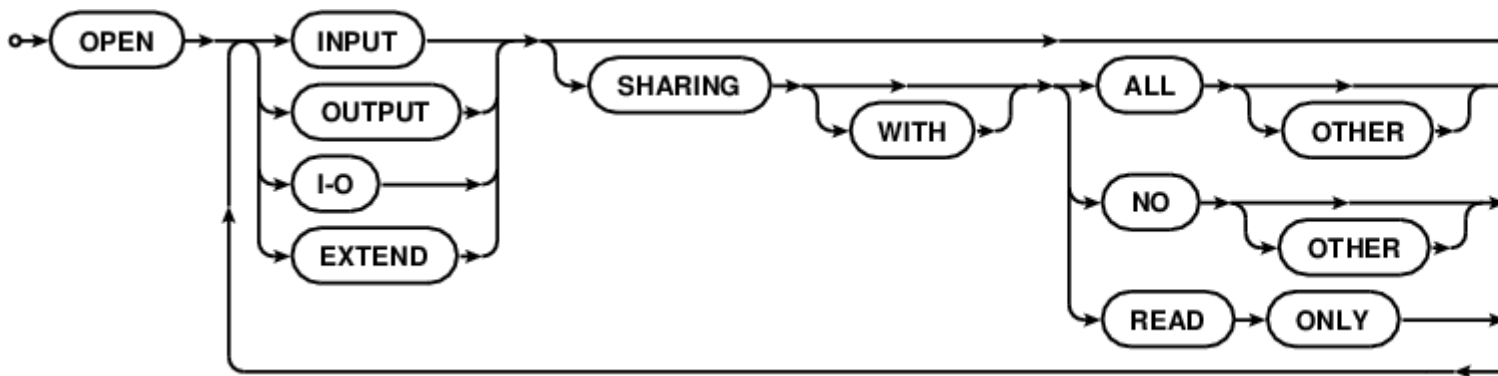 OPEN INPUT
SHARING ALL
OUTPUT WITH OTHER
I-O NO
EXTEND OTHER
READ ONLY